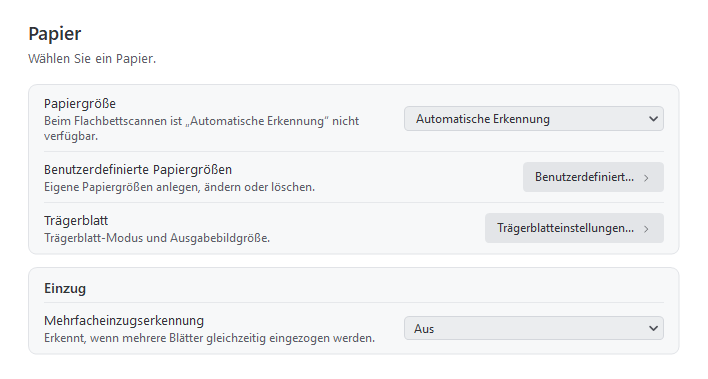 Papier
Wählen Sie ein Papier.
Papiergröße
Beim Flachbettscannen ist „Automatische Erkennung“ nicht
verfügbar.
Automatische Erkennung
Benutzerdefinierte Papiergrößen
Eigene Papiergrößen anlegen, ändern oder löschen.
Benutzerdefiniert...
Trägerblatt
Trägerblatt-Modus und Ausgabebildgröße.
Trägerblatteinstellungen...
Einzug
Mehrfacheinzugserkennung
Erkennt, wenn mehrere Blätter gleichzeitig eingezogen werden.
Aus